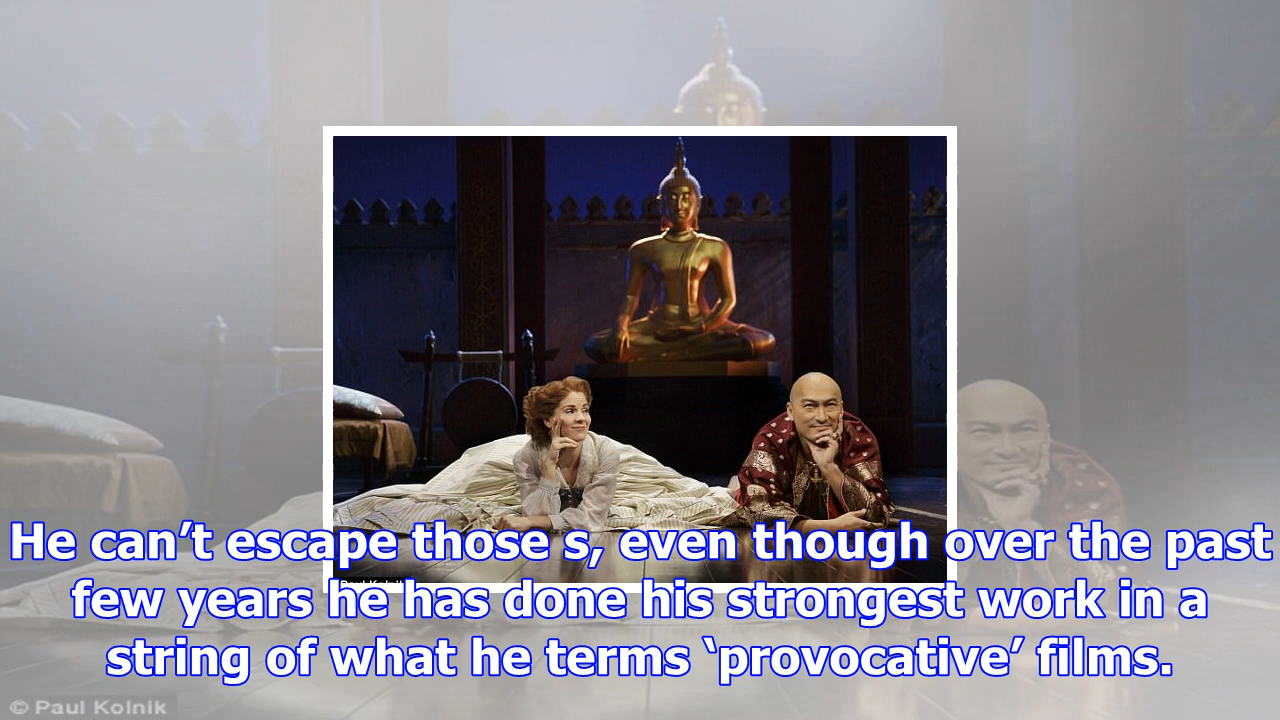 He can’t escape those s, even though over the past
few years he has done his strongest work in a
string of what he terms ‘provocative’ films.
© Paul Kolnik